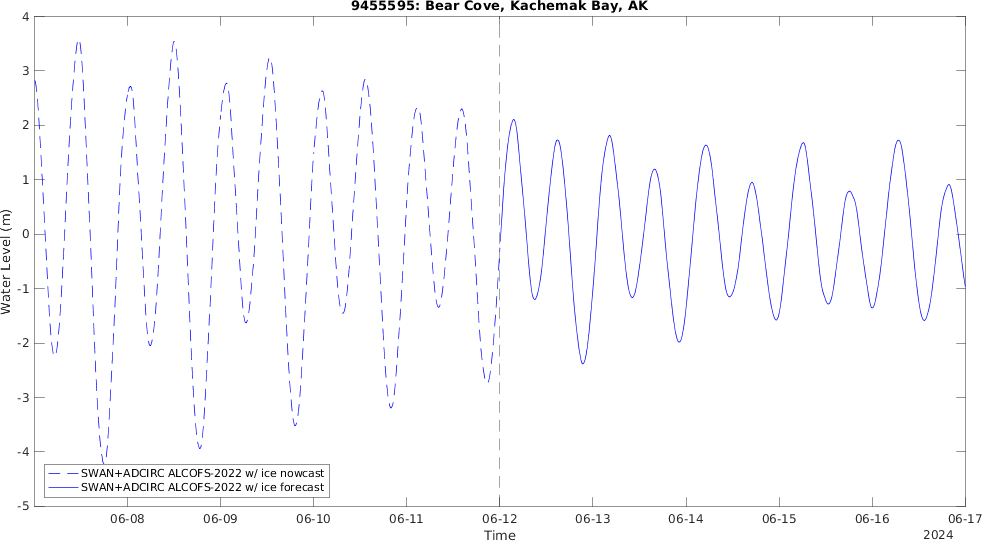 9455595: Bear Cove, Kachemak Bay, AK
Water Level (m)
4
3
2
1
0
-1
-2
-3
-4
-5
SWAN+ADCIRC ALCOFS-2022 w/ ice nowcast
SWAN+ADCIRC ALCOFS-2022 w/ ice forecast
06-08 06-09 06-10 06-11 06-12 06-13 06-14 06-15 06-16 06-17
Time
2024